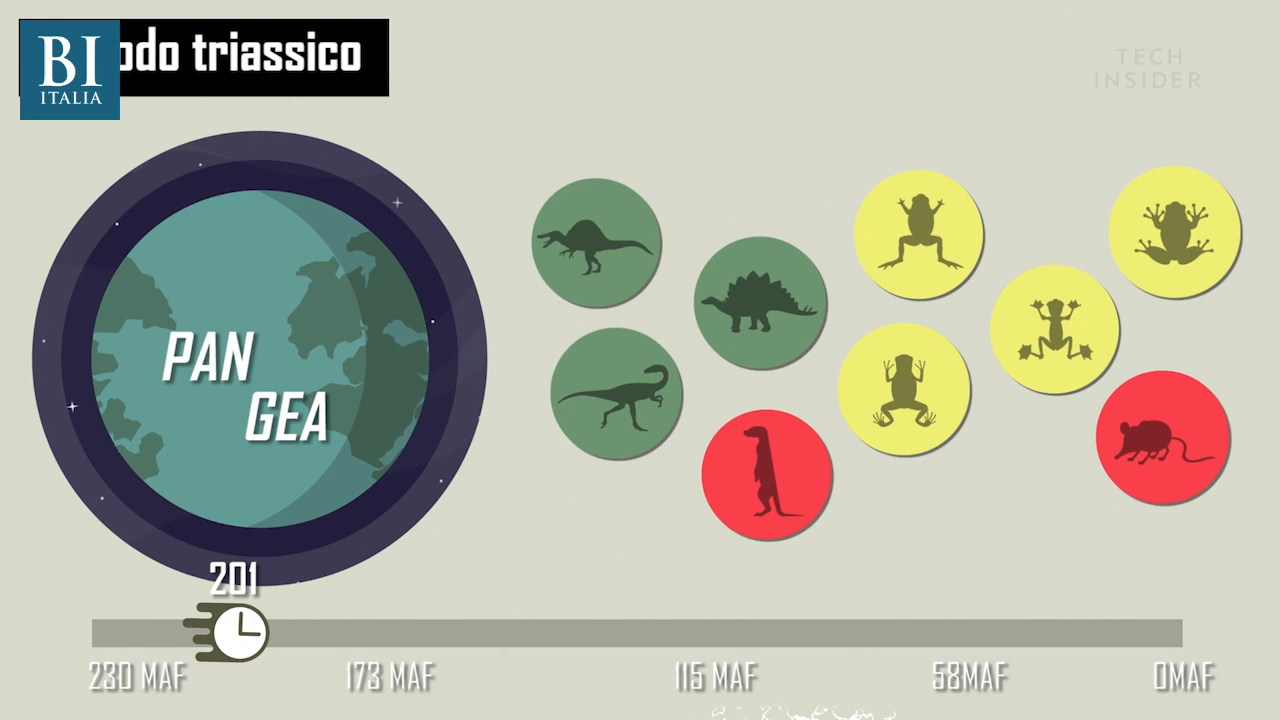 BI
ITALIA
odo triassico
TECH
INSIDER
PAN
GEA
201
230 MAF 173 MAF 115 MAF 58MAF 0MAF